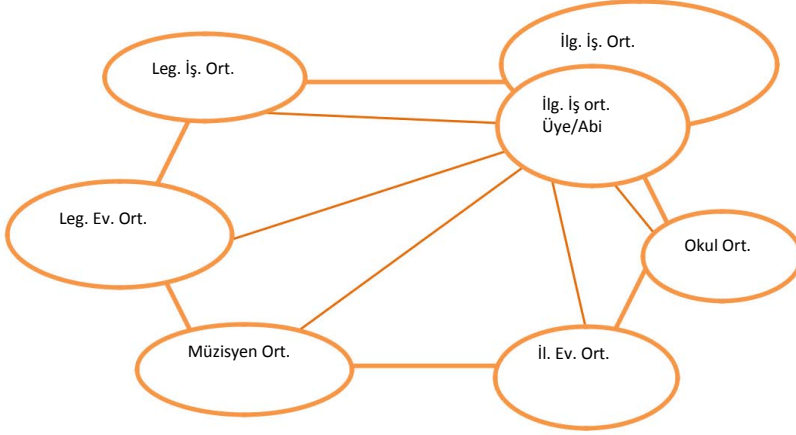 İlg. İş. Ort.
Leg. İş. Ort.
İlg. İş ort.
Üye/Abi
Leg. Ev. Ort.
Okul Ort.
Müzisyen Ort.
İl. Ev. Ort.